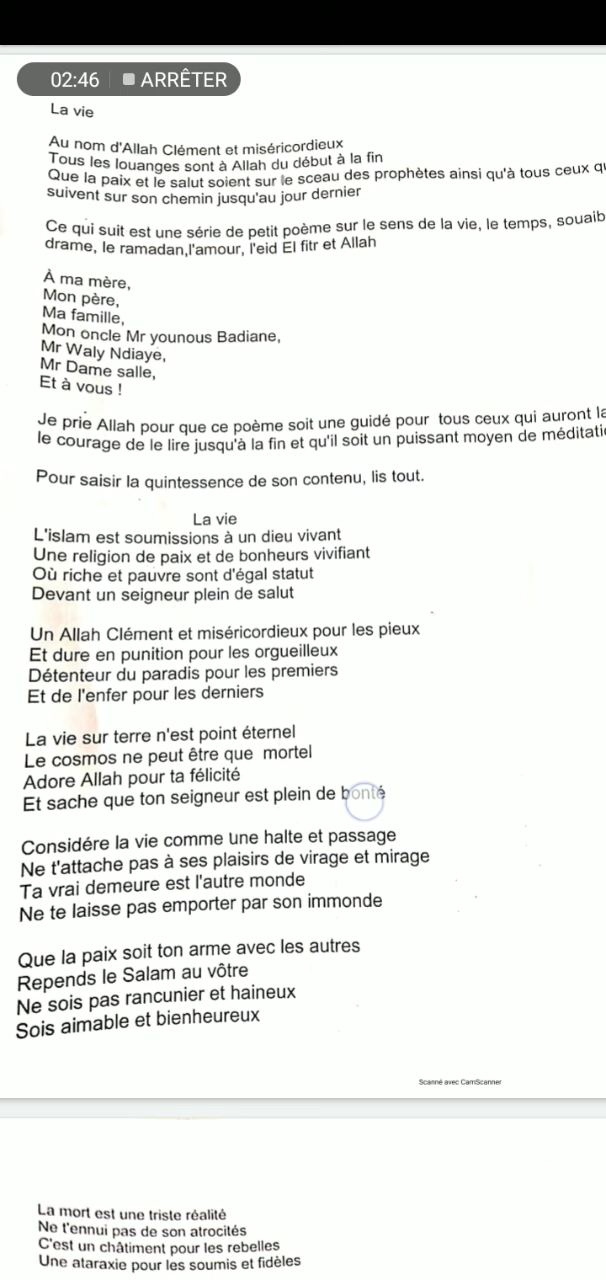 02:46 ARRÊTER
La vie
Au nom d'Allah Clément et miséricordieux
Tous les louanges sont à Allah du début à la fin
Que la paix et le salut soient sur le sceau des prophètes ainsi qu'à tous ceux
suivent sur son chemin jusqu'au jour dernier
Ce qui suit est une série de petit poème sur le sens de la vie, le temps, souaib
drame, le ramadan,l'amour, l'eid El fitr et Allah
À ma mère,
Mon père,
Ma famille,
Mon oncle Mr younous Badiane,
Mr Waly Ndiaye,
Mr Dame salle,
Et à vous !
Je prie Allah pour que ce poème soit une guidé pour tous ceux qui auront
le courage de le lire jusqu'à la fin et qu'il soit un puissant moyen de
Pour saisir la quintessence de son contenu, lis tout.
La vie
L'islam est soumissions à un dieu vivant
Une religion de paix et de bonheurs vivifiant
Où riche et pauvre sont d'égal statut
Devant un seigneur plein de salut
Un Allah Clément et miséricordieux pour les pieux
Et dure en punition pour les orgueilleux
Détenteur du paradis pour les premiers
Et de l'enfer pour les derniers
La vie sur terre n'est point éternel
Le cosmos ne peut être que mortel
Adore Allah pour ta félicité
Et sache que ton seigneur est plein de bonté
Considére la vie comme une halte et passage
Ne t'attache pas à ses plaisirs de virage et mirage
Ta vrai demeure est l'autre monde
Ne te laisse pas emporter par son immonde
Que la paix soit ton arme avec les autres
Repends le Salam au vôtre
Ne sois pas rancunier et haineux
Sois aimable et bienheureux
Scanné avec CamScanner
La mort est une triste réalité
Ne t'ennui pas de son atrocités
C'est un châtiment pour les rebelles
Une ataraxie pour les soumis et fidèles